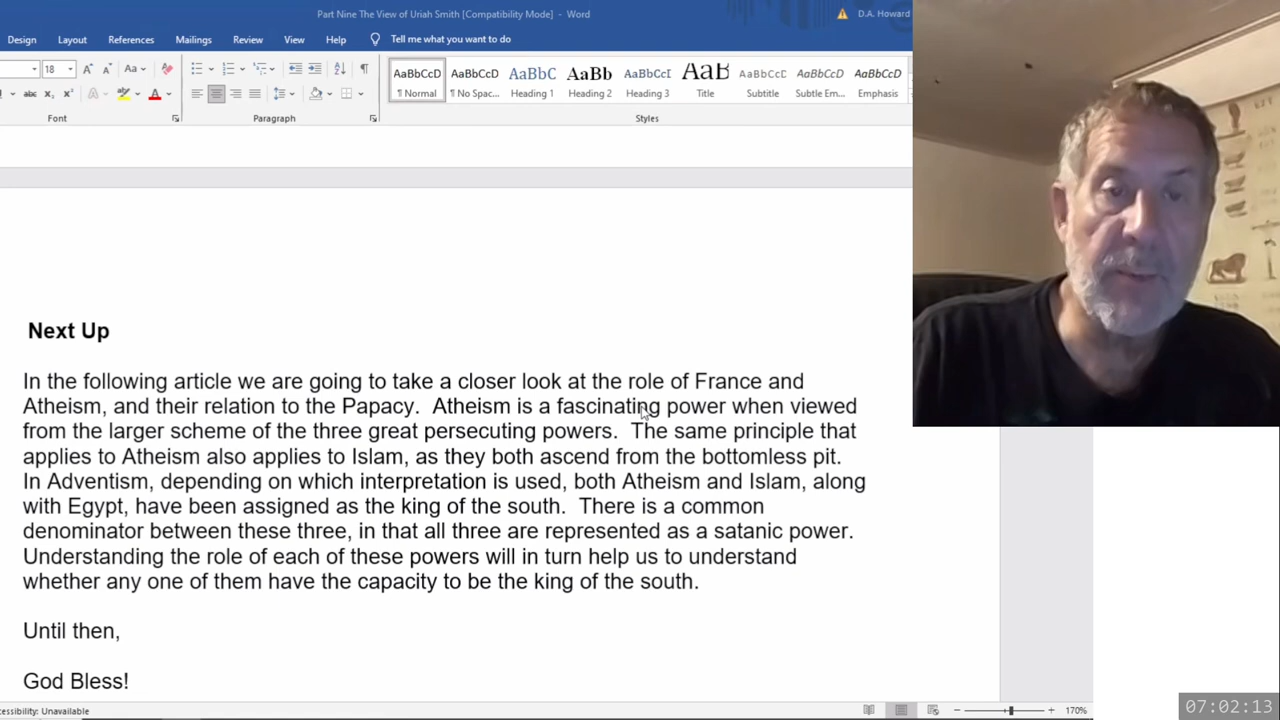 Part Nine The View of Uriah Smith [Compatibility Mode] - Word
D.A. Howard
Design Layout References Mailings Review View Help Tell me what you want to do
18
AaBbCcD AaBbCcD AaBbC AaBb AaBbCcI AaB AaBbCcD AaBbCcD AaBbCcD
¶ Normal ¶ No Spac... Heading 1 Heading 2 Heading 3 Title Subtitle Subtle Em... Emphasis
Font Paragraph Styles
Next Up
In the following article we are going to take a closer look at the role of France and
Atheism, and their relation to the Papacy. Atheism is a fascinating power when viewed
from the larger scheme of the three great persecuting powers. The same principle that
applies to Atheism also applies to Islam, as they both ascend from the bottomless pit.
In Adventism, depending on which interpretation is used, both Atheism and Islam, along
with Egypt, have been assigned as the king of the south. There is a common
denominator between these three, in that all three are represented as a satanic power.
Understanding the role of each of these powers will in turn help us to understand
whether any one of them have the capacity to be the king of the south.
Until then,
God Bless!
ccessibility: Unavailable
170%
07:02:13